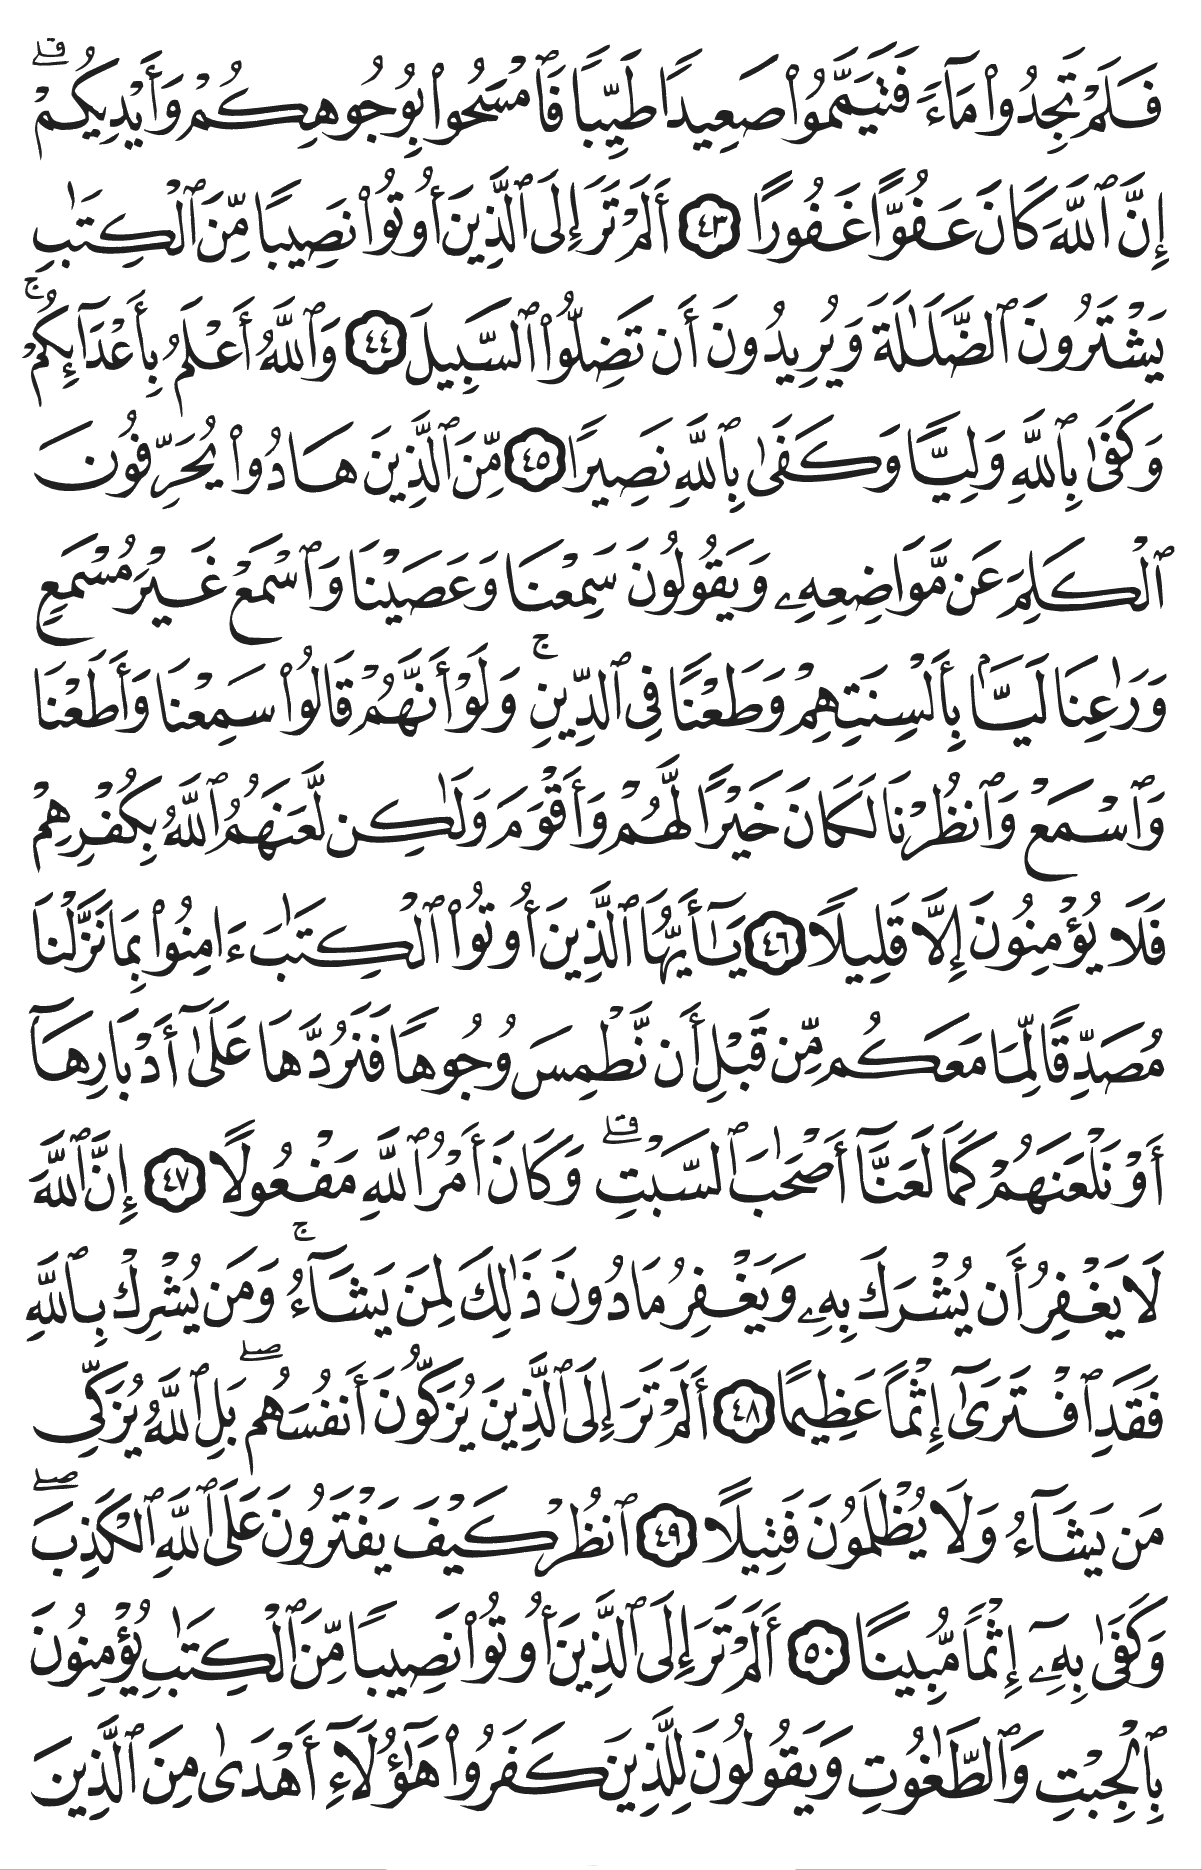 فَلَمْ تَجِدُوا۟ مَآءً فَتَيَمَّمُوا۟ صَعِيدًا طَيِّبًا فَٱمْسَحُوا۟ بِوُجُوهِكُمْ وَأَيْدِيكُمْ ۗ
إِنَّ ٱللَّهَ كَانَ عَفُوًّا غَفُورًا ٤٣ أَلَمْ تَرَ إِلَى ٱلَّذِينَ أُوتُوا۟ نَصِيبًا مِّنَ ٱلْكِتَٰبِ
يَشْتَرُونَ ٱلضَّلَٰلَةَ وَيُرِيدُونَ أَن تَضِلُّوا۟ ٱلسَّبِيلَ ٤٤ وَٱللَّهُ أَعْلَمُ بِأَعْدَآئِكُمْ ۚ
وَكَفَىٰ بِٱللَّهِ وَلِيًّا وَكَفَىٰ بِٱللَّهِ نَصِيرًا ٤٥ مِّنَ ٱلَّذِينَ هَادُوا۟ يُحَرِّفُونَ
ٱلْكَلِمَ عَن مَّوَاضِعِهِۦ وَيَقُولُونَ سَمِعْنَا وَعَصَيْنَا وَٱسْمَعْ غَيْرَ مُسْمَعٍ
وَرَٰعِنَا لَيًّۢا بِأَلْسِنَتِهِمْ وَطَعْنًا فِى ٱلدِّينِ ۚ وَلَوْ أَنَّهُمْ قَالُوا۟ سَمِعْنَا وَأَطَعْنَا
وَٱسْمَعْ وَٱنظُرْنَا لَكَانَ خَيْرًا لَّهُمْ وَأَقْوَمَ وَلَٰكِن لَّعَنَهُمُ ٱللَّهُ بِكُفْرِهِمْ
فَلَا يُؤْمِنُونَ إِلَّا قَلِيلًا ٤٦ يَٰٓأَيُّهَا ٱلَّذِينَ أُوتُوا۟ ٱلْكِتَٰبَ ءَامِنُوا۟ بِمَا نَزَّلْنَا
مُصَدِّقًا لِّمَا مَعَكُم مِّن قَبْلِ أَن نَّطْمِسَ وُجُوهًا فَنَرُدَّهَا عَلَىٰٓ أَدْبَارِهَآ
أَوْ نَلْعَنَهُمْ كَمَا لَعَنَّآ أَصْحَٰبَ ٱلسَّبْتِ ۗ وَكَانَ أَمْرُ ٱللَّهِ مَفْعُولًا ٤٧ إِنَّ ٱللَّهَ
لَا يَغْفِرُ أَن يُشْرَكَ بِهِۦ وَيَغْفِرُ مَا دُونَ ذَٰلِكَ لِمَن يَشَآءُ ۚ وَمَن يُشْرِكْ بِٱللَّهِ
فَقَدِ ٱفْتَرَىٰٓ إِثْمًا عَظِيمًا ٤٨ أَلَمْ تَرَ إِلَى ٱلَّذِينَ يُزَكُّونَ أَنفُسَهُم ۖ بَلِ ٱللَّهُ يُزَكِّى
مَن يَشَآءُ وَلَا يُظْلَمُونَ فَتِيلًا ٤٩ ٱنظُرْ كَيْفَ يَفْتَرُونَ عَلَى ٱللَّهِ ٱلْكَذِبَ ۖ
وَكَفَىٰ بِهِۦٓ إِثْمًا مُّبِينًا ٥٠ أَلَمْ تَرَ إِلَى ٱلَّذِينَ أُوتُوا۟ نَصِيبًا مِّنَ ٱلْكِتَٰبِ يُؤْمِنُونَ
بِٱلْجِبْتِ وَٱلطَّٰغُوتِ وَيَقُولُونَ لِلَّذِينَ كَفَرُوا۟ هَٰٓؤُلَآءِ أَهْدَىٰ مِنَ ٱلَّذِينَ